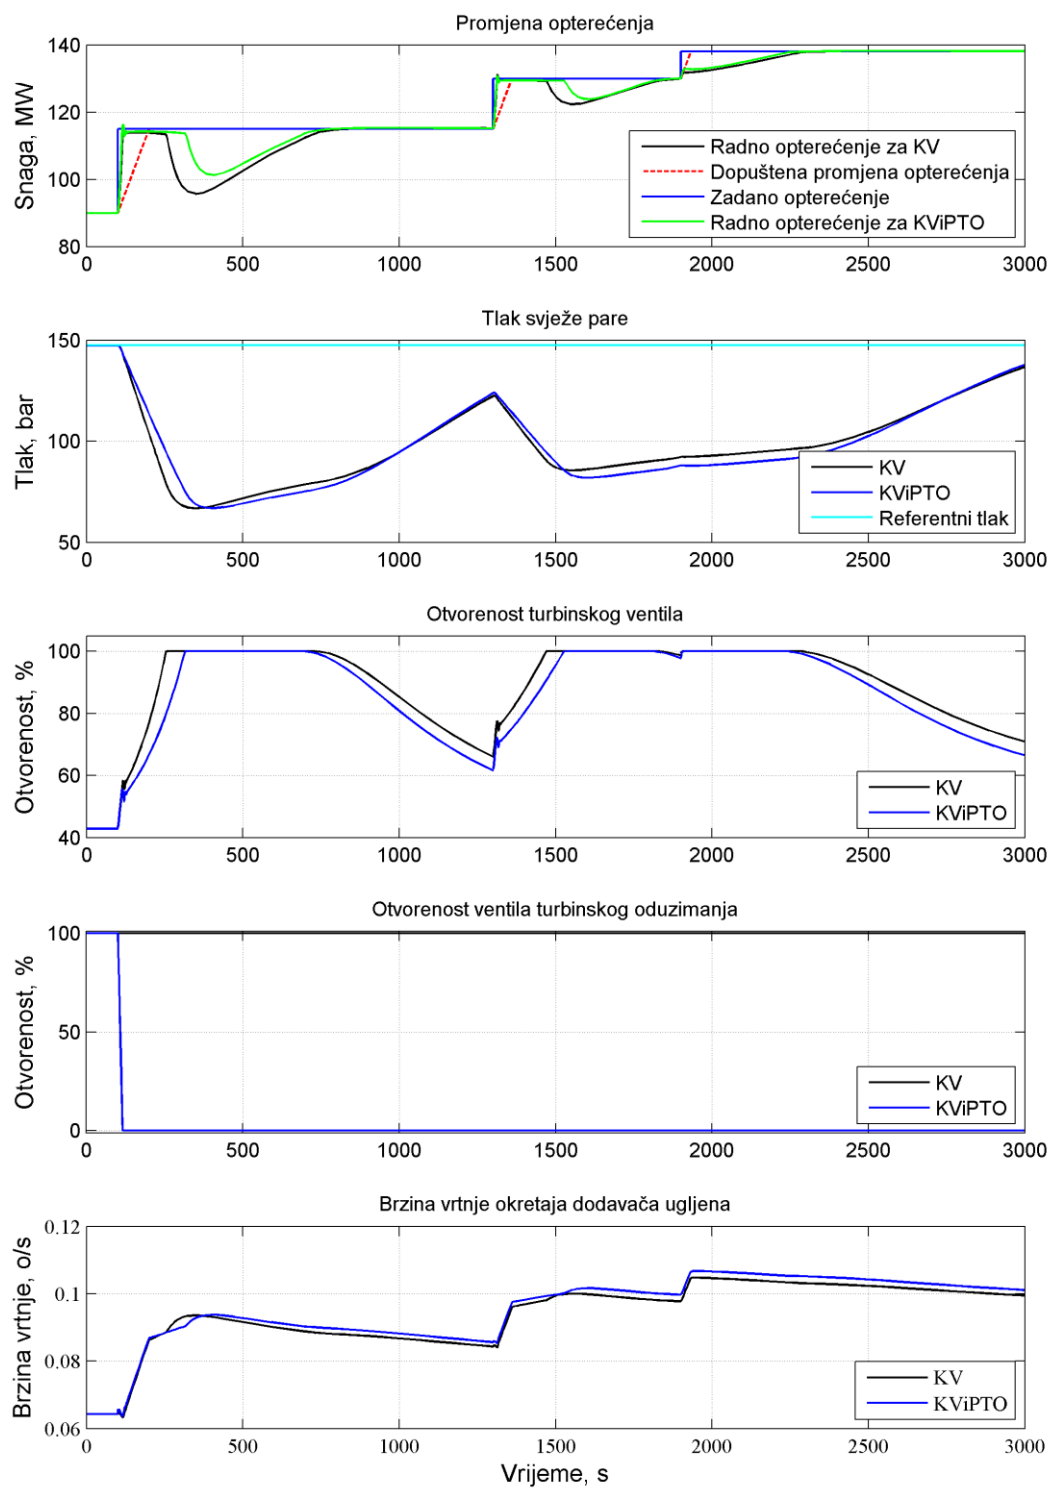 Promjena opterećenja
140
120
100
80
Snaga, MW
Radno opterećenje za KV
Dopuštena promjena opterećenja
Zadano opterećenje
Radno opterećenje za KViPTO
0 500 1000 1500 2000 2500 3000
Tlak svježe pare
150
100
50
Tlak, bar
KV
KViPTO
Referentni tlak
0 500 1000 1500 2000 2500 3000
Otvorenost turbinskog ventila
100
80
60
40
Otvorenost, %
KV
KViPTO
0 500 1000 1500 2000 2500 3000
Otvorenost ventila turbinskog oduzimanja
100
50
0
Otvorenost, %
KV
KViPTO
0 500 1000 1500 2000 2500 3000
Brzina vrtnje okretaja dodavača ugljena
0.12
0.1
0.08
0.06
Brzina vrtnje, o/s
KV
KViPTO
0 500 1000 1500 2000 2500 3000
Vrijeme, s